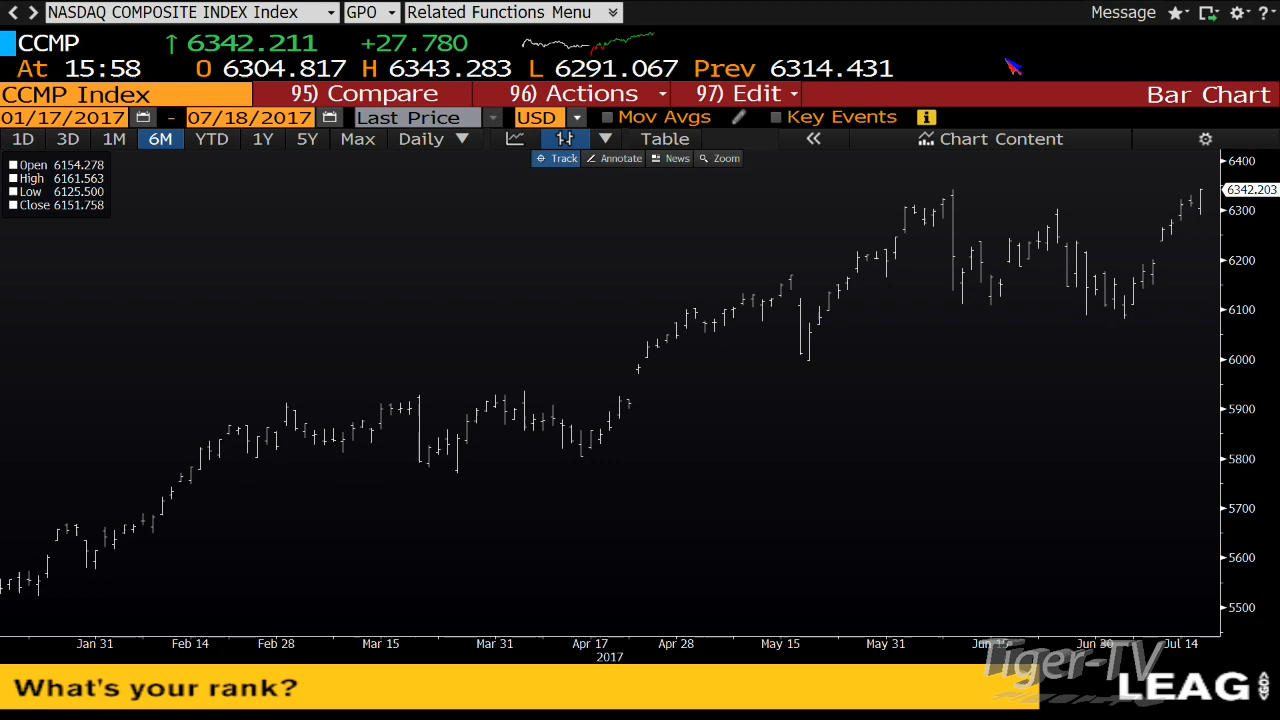 NASDAQ COMPOSITE INDEX Index GPO Related Functions Menu Message ?
CCMP ↑ 6342.211 +27.780
At 15:58 O 6304.817 H 6343.283 L 6291.067 Prev 6314.431
CCMP Index 95) Compare 96) Actions 97) Edit Bar Chart
01/17/2017 - 07/18/2017 Last Price USD Mov Avgs Key Events i
1D 3D 1M 6M YTD 1Y 5Y Max Daily ▼ Table « Chart Content
Track Annotate News Zoom
Open 6154.278
High 6161.563
Low 6125.500
Close 6151.758
6400
6342.203
6300
6200
6100
6000
5900
5800
5700
5600
5500
Jan 31 Feb 14 Feb 28 Mar 15 Mar 31 Apr 17 Apr 28 May 15 May 31 Jun 15 Jun 30 Jul 14
2017
Tiger-TV
What's your rank?
LEAG